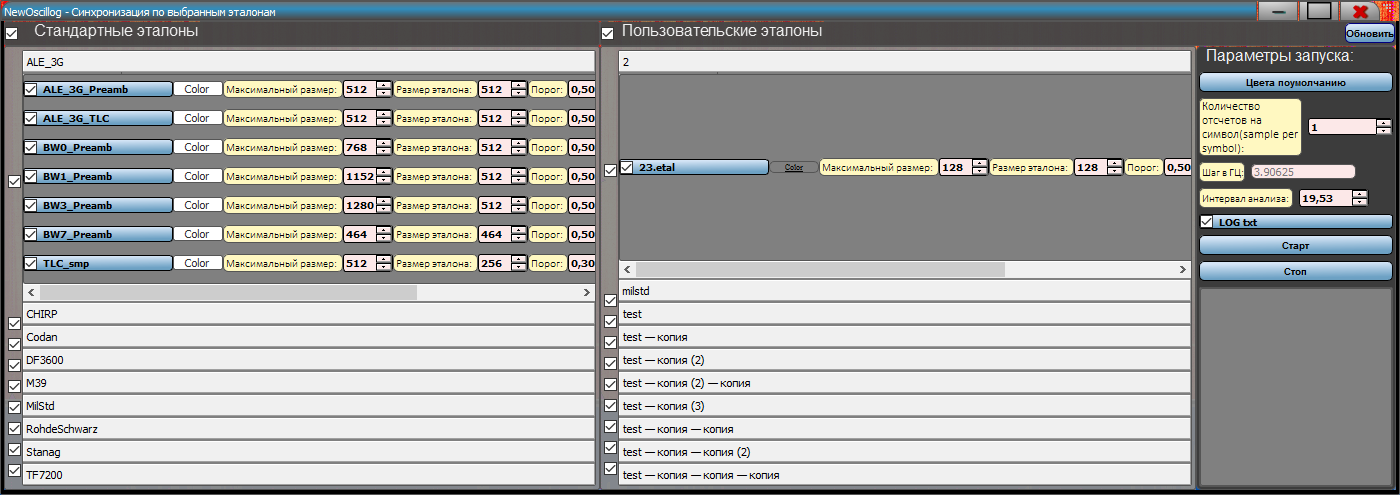 NewOscillog - Синхронизация по выбранным эталонам
Стандартные эталоны
ALE_3G
ALE_3G_Preamb Color Максимальный размер: 512 Размер эталона: 512 Порог: 0,50
ALE_3G_TLC Color Максимальный размер: 512 Размер эталона: 512 Порог: 0,50
BW0_Preamb Color Максимальный размер: 768 Размер эталона: 512 Порог: 0,50
BW1_Preamb Color Максимальный размер: 1152 Размер эталона: 512 Порог: 0,50
BW3_Preamb Color Максимальный размер: 1280 Размер эталона: 512 Порог: 0,50
BW7_Preamb Color Максимальный размер: 464 Размер эталона: 464 Порог: 0,50
TLC_smp Color Максимальный размер: 512 Размер эталона: 256 Порог: 0,30
CHIRP
Codan
DF3600
M39
MilStd
RohdeSchwarz
Stanag
TF7200
Пользовательские эталоны
2
23.etal Color Максимальный размер: 128 Размер эталона: 128 Порог: 0,50
milstd
test
test — копия
test — копия (2)
test — копия (2) — копия
test — копия (3)
test — копия — копия
test — копия — копия (2)
test — копия — копия — копия
Обновить
Параметры запуска:
Цвета поумолчанию
Количество
отсчетов на
символ(sample per
symbol):
1
Шаг в ГЦ: 3.90625
Интервал анализа: 19,53
LOG txt
Старт
Стоп